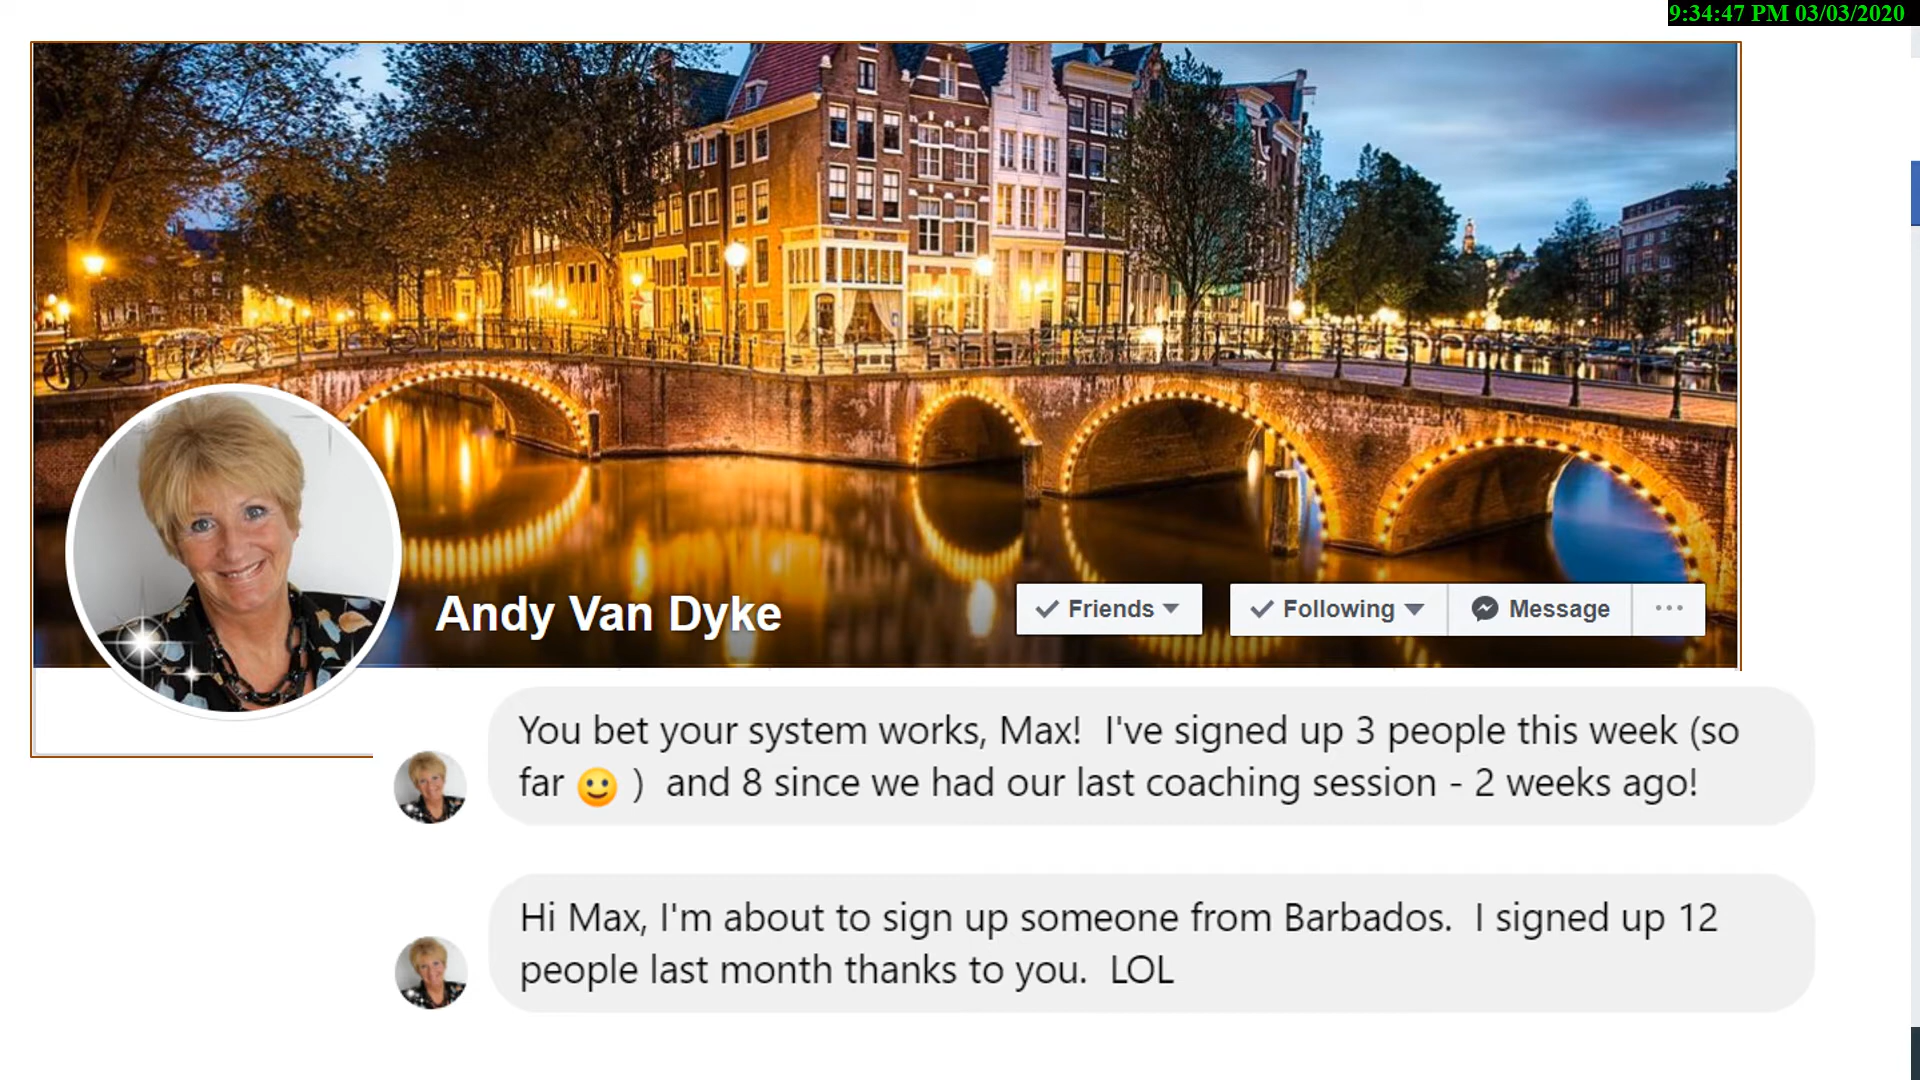 9:34:47 PM 03/03/2020
Andy Van Dyke
Friends
Following
Message
You bet your system works, Max! I've signed up 3 people this week (so
far 🙂 ) and 8 since we had our last coaching session - 2 weeks ago!
Hi Max, I'm about to sign up someone from Barbados. I signed up 12
people last month thanks to you. LOL